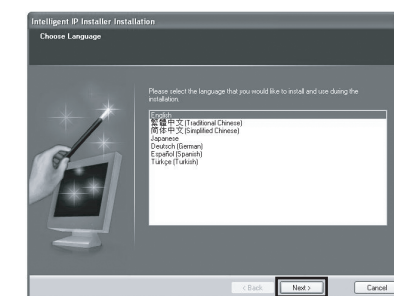 Intelligent IP Installer Installation
Choose Language
Please select the language that you would like to install and use during the
installation.
English
繁體中文 (Traditional Chinese)
简体中文 (Simplified Chinese)
Japanese
Deutsch (German)
Español (Spanish)
Türkçe (Turkish)
< Back
Next >
Cancel